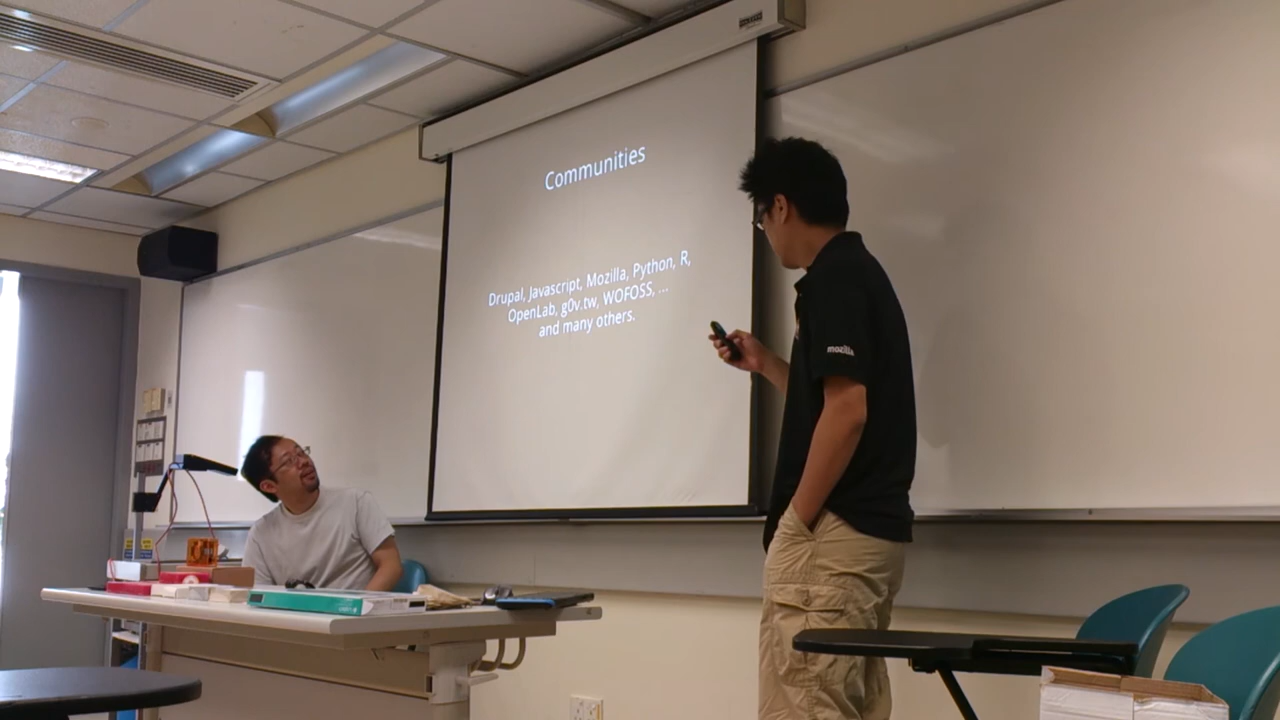 Communities
Drupal, Javascript, Mozilla, Python, R,
OpenLab, g0v.tw, WOFOSS, ...
and many others.
mozilla